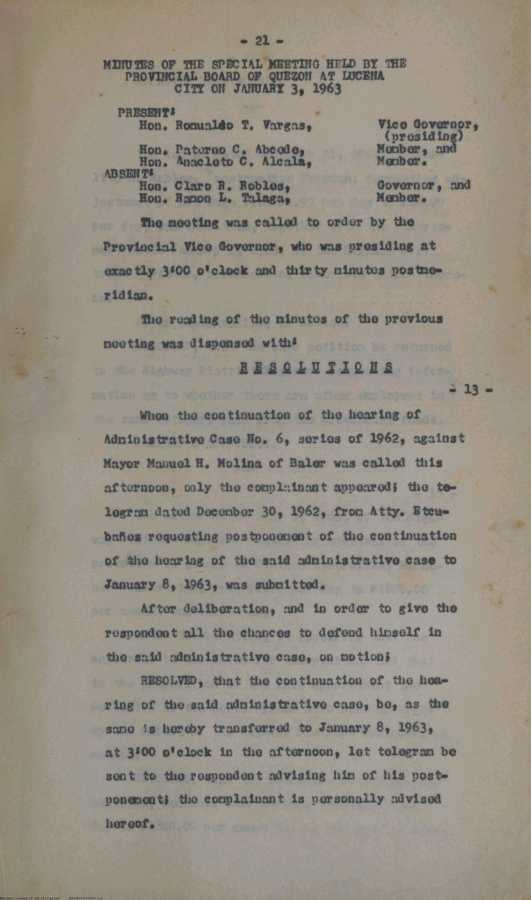 - 21 -
MINUTES OF THE SPECIAL MEETING HELD BY THE
PROVINCIAL BOARD OF QUEZON AT LUCENA
CITY ON JANUARY 3, 1963
PRESENT:
Hon. Romualdo T. Vargas, Vice Governor,
(presiding)
Hon. Paterno C. Abcede, Member, and
Hon. Anacleto C. Alcala, Member.
ABSENT:
Hon. Claro R. Robles, Governor, and
Hon. Ramon L. Talaga, Member.
The meeting was called to order by the
Provincial Vice Governor, who was presiding at
exactly 3:00 o'clock and thirty minutes postme-
ridian.
The reading of the minutes of the previous
meeting was dispensed with:
RESOLUTIONS
- 13 -
When the continuation of the hearing of
Administrative Case No. 6, series of 1962, against
Mayor Manuel H. Molina of Baler was called this
afternoon, only the complainant appeared; the te-
legram dated December 30, 1962, from Atty. Etcu-
bañes requesting postponement of the continuation
of the hearing of the said administrative case to
January 8, 1963, was submitted.
After deliberation, and in order to give the
respondent all the chances to defend himself in
the said administrative case, on motion;
RESOLVED, that the continuation of the hea-
ring of the said administrative case, be, as the
same is hereby transferred to January 8, 1963,
at 3:00 o'clock in the afternoon, let telegram be
sent to the respondent advising him of his post-
ponement; the complainant is personally advised
hereof.